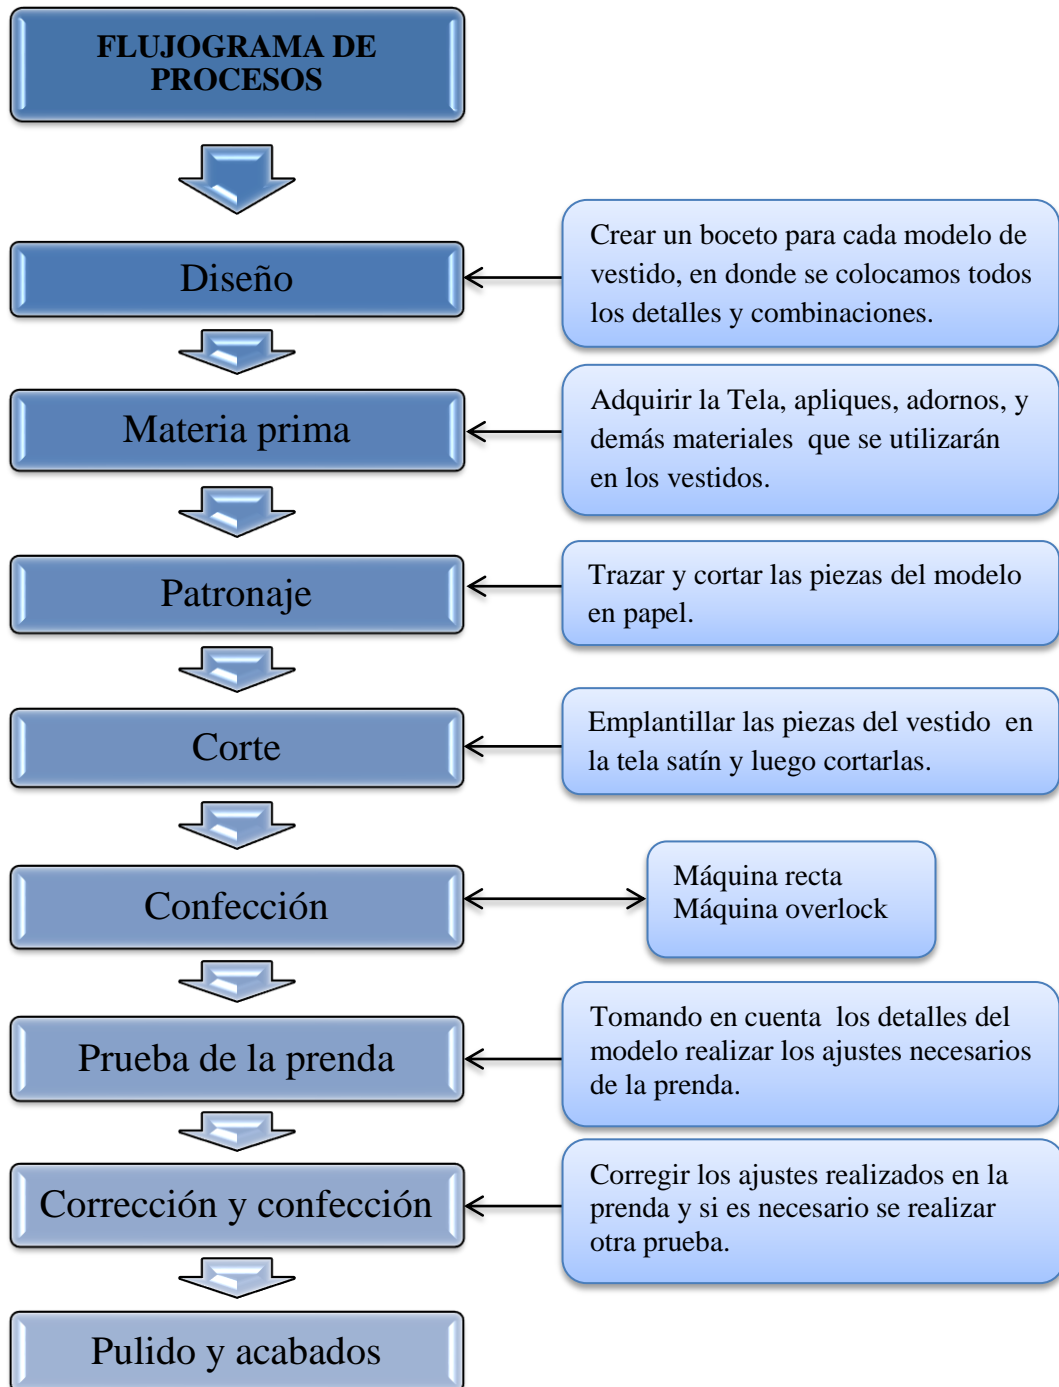 FLUJOGRAMA DE
PROCESOS
Diseño
Crear un boceto para cada modelo de
vestido, en donde se colocamos todos
los detalles y combinaciones.
Materia prima
Adquirir la Tela, apliques, adornos, y
demás materiales que se utilizarán
en los vestidos.
Patronaje
Trazar y cortar las piezas del modelo
en papel.
Corte
Emplantillar las piezas del vestido en
la tela satín y luego cortarlas.
Confección
Máquina recta
Máquina overlock
Prueba de la prenda
Tomando en cuenta los detalles del
modelo realizar los ajustes necesarios
de la prenda.
Corrección y confección
Corregir los ajustes realizados en la
prenda y si es necesario se realizar
otra prueba.
Pulido y acabados